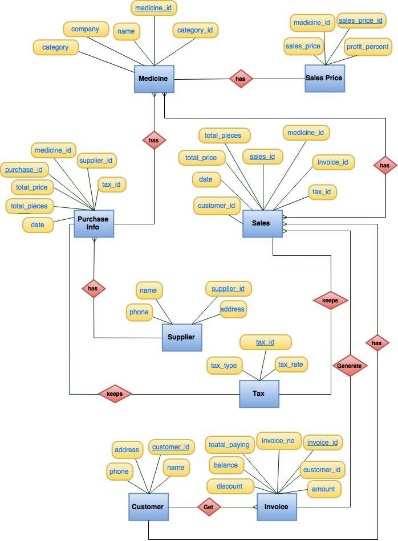 medicine_id
company
name
category_id
category
Medicine
medicine_id
sales_price_id
sales_price
profit_percent
Sales Price
has
has
has
medicine_id
supplier_id
purchase_id
total_price
tax_id
total_pieces
date
Purchase
info
total_pieces
medicine_id
total_price
sales_id
invoice_id
date
tax_id
customer_id
Sales
has
name
supplier_id
phone
address
Supplier
keeps
has
Generate
tax_id
tax_type
tax_rate
Tax
keeps
address
customer_id
phone
name
Customer
Get
toatal_paying
invoice_no
invoice_id
balance
customer_id
discount
amount
Invoice